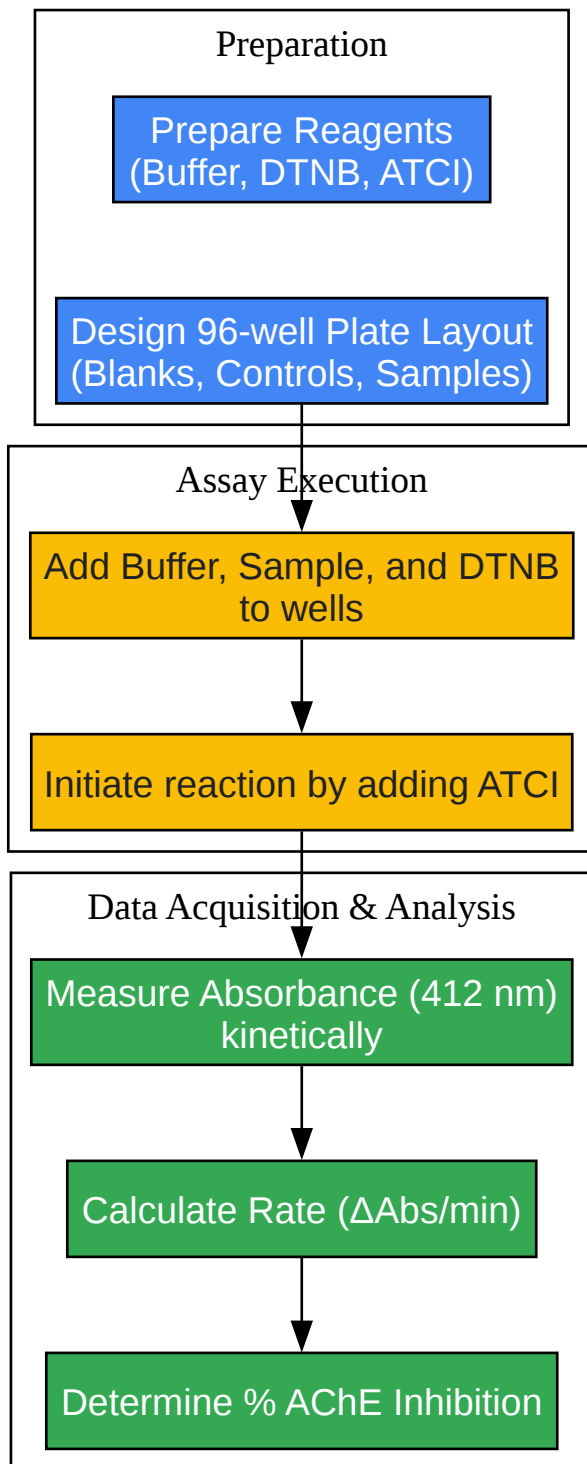 Preparation
Prepare Reagents
(Buffer, DTNB, ATCI)
Design 96-well Plate Layout
(Blanks, Controls, Samples)
Assay Execution
Add Buffer, Sample, and DTNB
to wells
Initiate reaction by adding ATCI
Data Acquisition & Analysis
Measure Absorbance (412 nm)
kinetically
Calculate Rate (ΔAbs/min)
Determine % AChE Inhibition